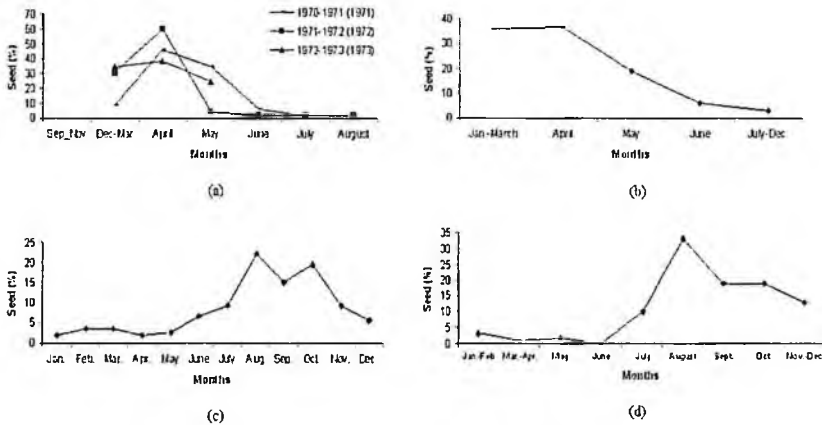 1970-1971 (1971)
1971-1972 (1972)
1972-1973 (1973)
Seed (%)
70
60
50
40
30
20
10
0
Sep_Nov Dec-Mar April May June July August
Months
(a)
Seed (%)
40
30
20
10
0
Jan.-March April May June July-Dec
Months
(b)
Seed (%)
25
20
15
10
5
0
Jan. Feb. Mar. Apr. May June July Aug. Sep. Oct. Nov. Dec
Months
(c)
Seed (%)
35
30
25
20
15
10
5
0
Jan-Feb Mar.-Apr. May June July August Sept. Oct Nov-Dec
Months
(d)